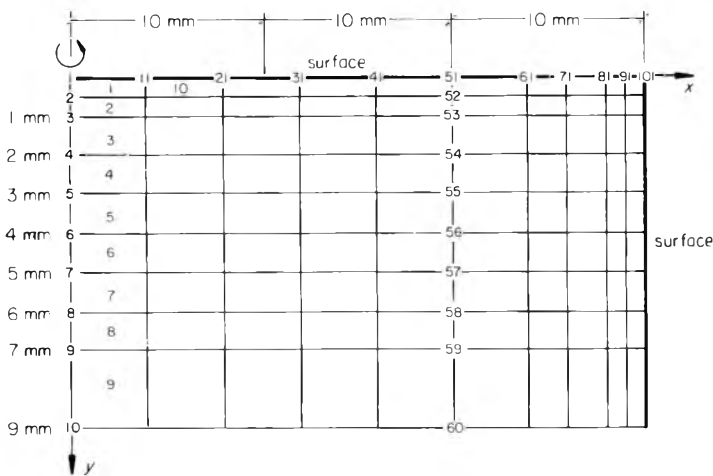 10 mm 10 mm 10 mm
surface
1 11 21 31 41 51 61 71 81 91 101 x
1 10
2 52
2
1 mm 3 53
3
2 mm 4 54
4
3 mm 5 55
5
4 mm 6 56
surface
6
5 mm 7 57
7
6 mm 8 58
8
7 mm 9 59
9
9 mm 10 60
y